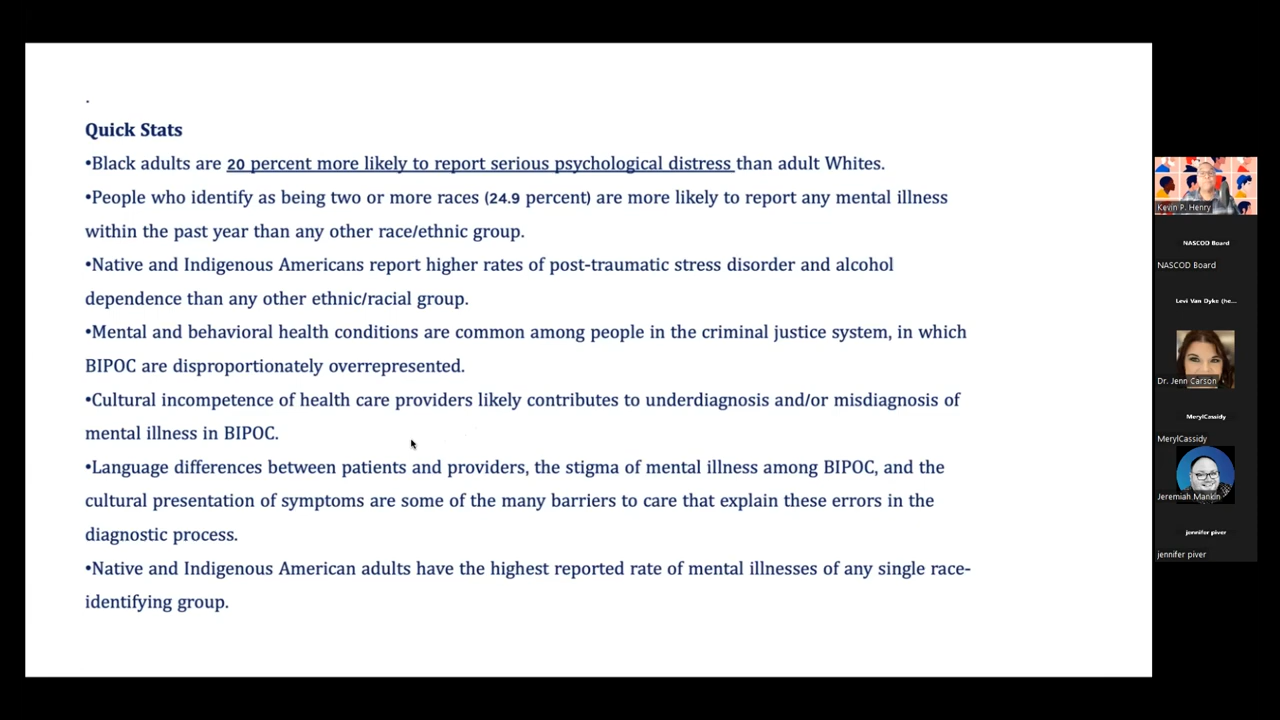 .
Quick Stats
•Black adults are 20 percent more likely to report serious psychological distress than adult Whites.
•People who identify as being two or more races (24.9 percent) are more likely to report any mental illness
within the past year than any other race/ethnic group.
•Native and Indigenous Americans report higher rates of post-traumatic stress disorder and alcohol
dependence than any other ethnic/racial group.
•Mental and behavioral health conditions are common among people in the criminal justice system, in which
BIPOC are disproportionately overrepresented.
•Cultural incompetence of health care providers likely contributes to underdiagnosis and/or misdiagnosis of
mental illness in BIPOC.
•Language differences between patients and providers, the stigma of mental illness among BIPOC, and the
cultural presentation of symptoms are some of the many barriers to care that explain these errors in the
diagnostic process.
•Native and Indigenous American adults have the highest reported rate of mental illnesses of any single race-
identifying group.
Kevin P. Henry
NASCOD Board
NASCOD Board
Levi Van Dyke (he...
Dr. Jenn Carson
MerylCassidy
MerylCassidy
Jeremiah Mankin
jennifer piver
jennifer piver